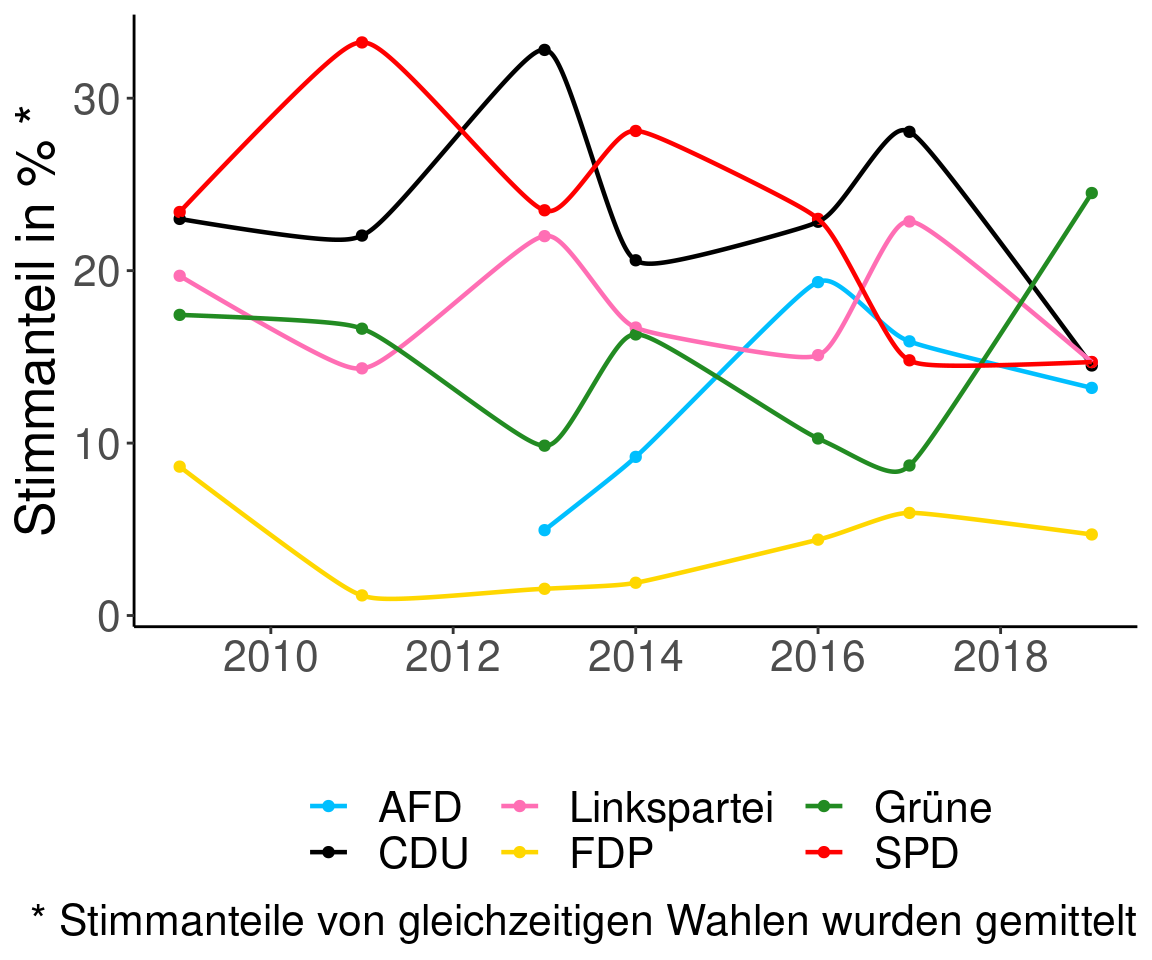 Stimmanteil in % *
30
20
10
0
2010 2012 2014 2016 2018
AFD Linkspartei Grüne
CDU FDP SPD
* Stimmanteile von gleichzeitigen Wahlen wurden gemittelt